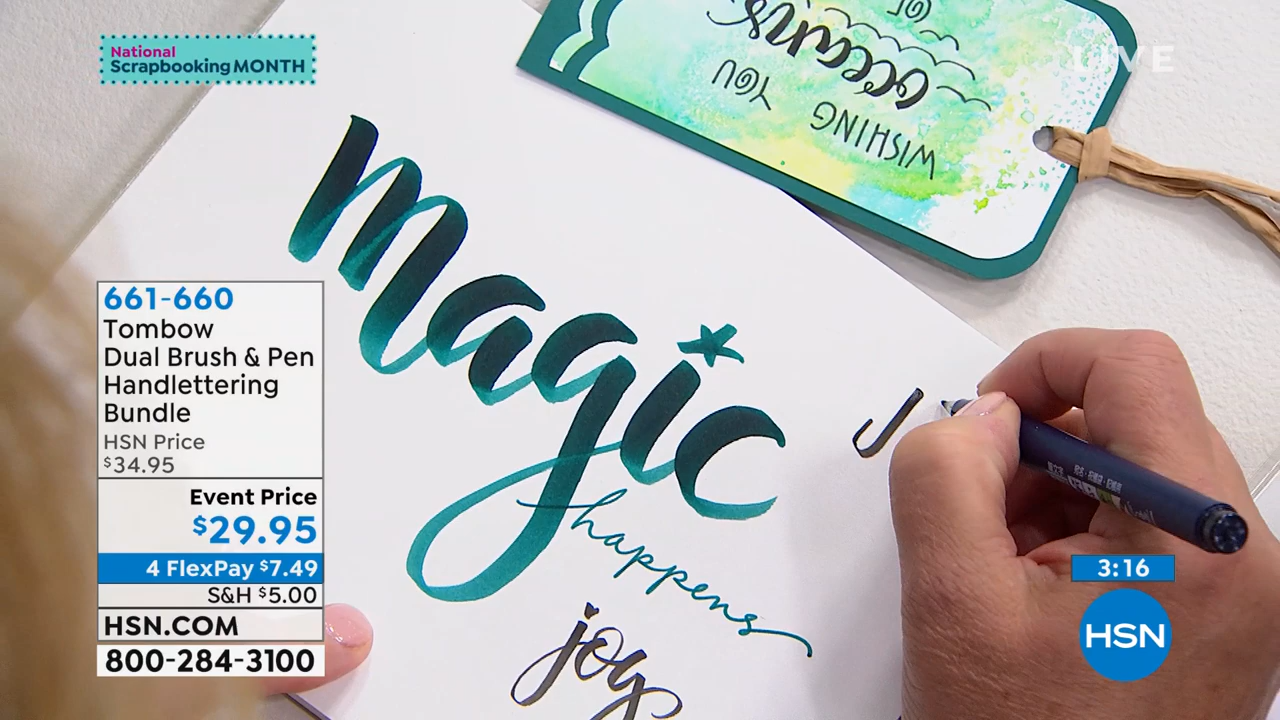 National
Scrapbooking MONTH
LIVE
WISHING
YOU
oceans
OF
magic
happens
joy
661-660
Tombow
Dual Brush & Pen
Handlettering
Bundle
HSN Price
$34.95
Event Price
$29.95
4 FlexPay $7.49
S&H $5.00
HSN.COM
800-284-3100
3:16
HSN